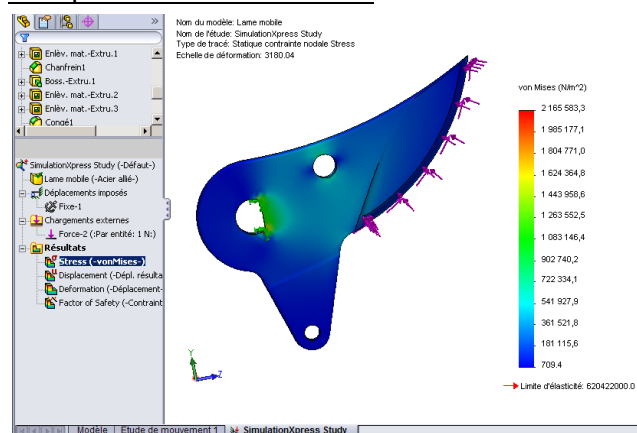 Nom du modèle: Lame mobile
Nom de l'étude: SimulationXpress Study
Type de tracé: Statique contrainte nodale Stress
Echelle de déformation: 3180.04
Enlèv. mat.-Extru.1
Chanfrein1
Boss.-Extru.1
Enlèv. mat.-Extru.2
Enlèv. mat.-Extru.3
Congé1
SimulationXpress Study (-Défaut-)
Lame mobile (-Acier allié-)
Déplacements imposés
Fixe-1
Chargements externes
Force-2 (:Par entité: 1 N:)
Résultats
Stress (-vonMises-)
Displacement (-Dépl. résulta
Deformation (-Déplacement-
Factor of Safety (-Contraint
von Mises (N/m^2)
2 165 583,3
1 985 177,1
1 804 771,0
1 624 364,8
1 443 958,6
1 263 552,5
1 083 146,4
902 740,2
722 334,1
541 927,9
361 521,8
181 115,6
709.4
Limite d'élasticité: 620422000.0
Y
Z
Modèle
Etude de mouvement 1
SimulationXpress Study